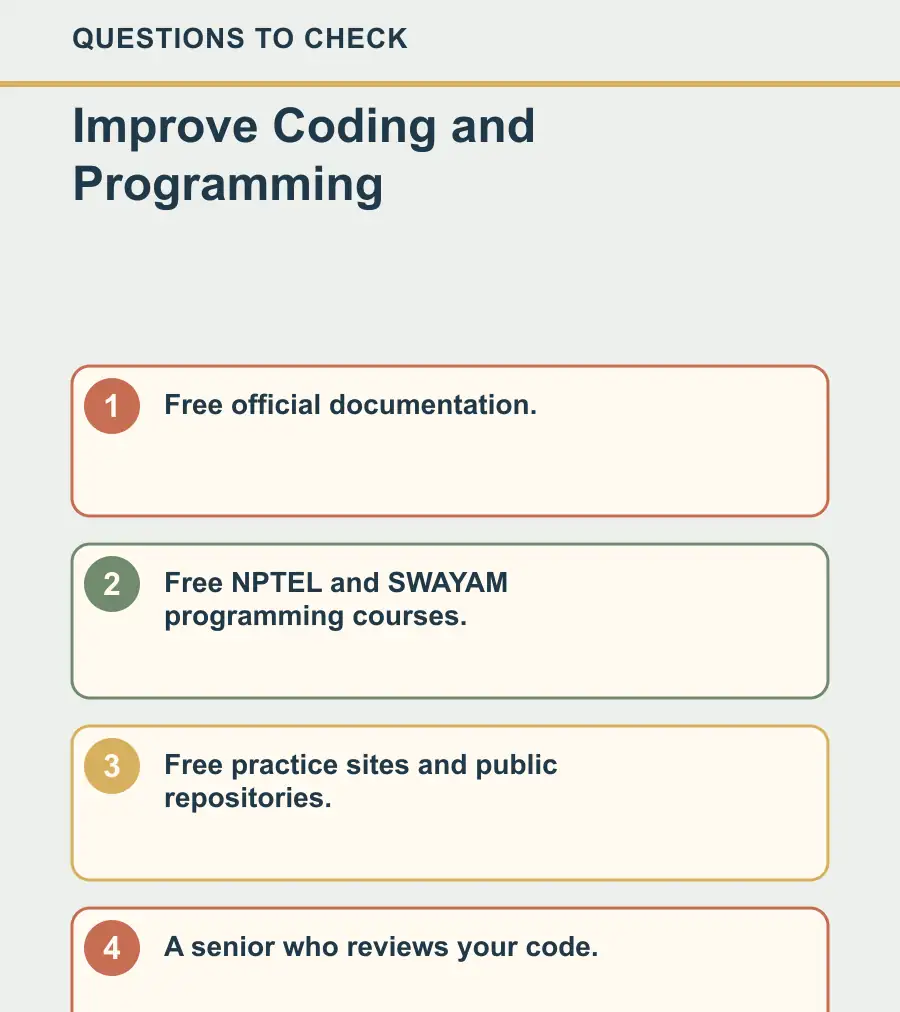 QUESTIONS TO CHECK
Improve Coding and
Programming
1
Free official documentation.
2
Free NPTEL and SWAYAM
programming courses.
3
Free practice sites and public
repositories.
4
A senior who reviews your code.